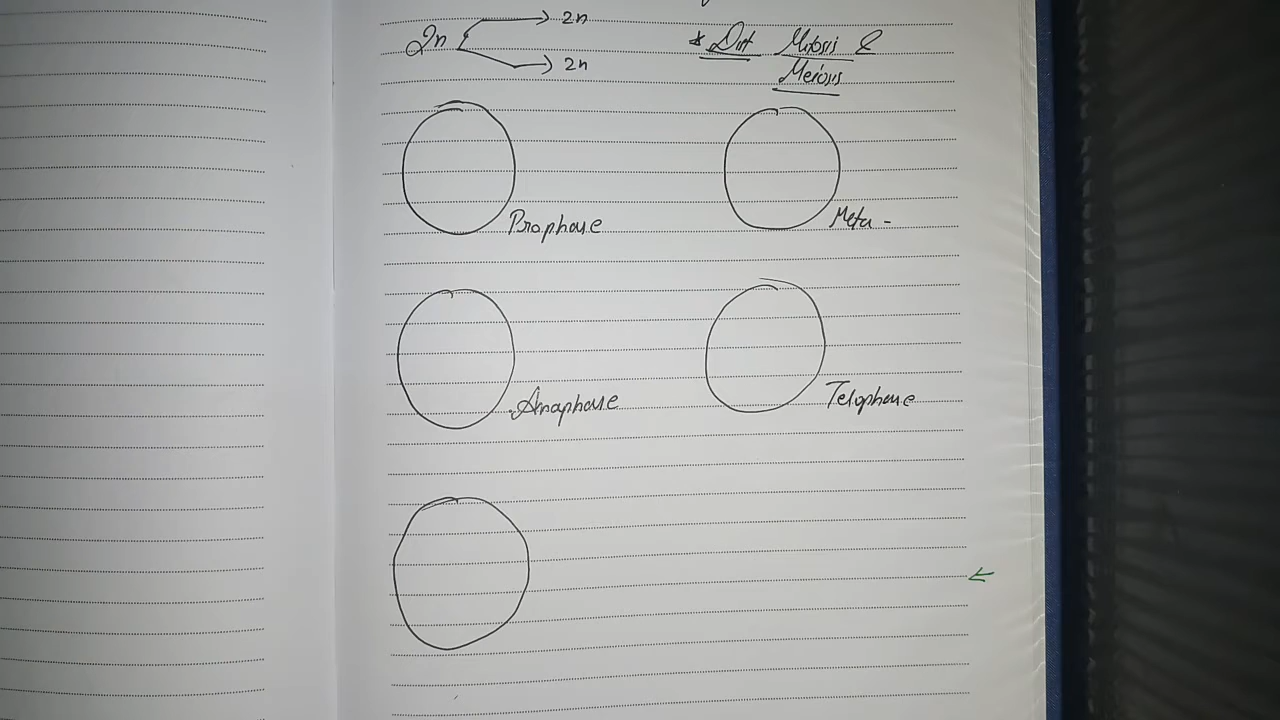 2n
2n
2n
* Diff Mitosis &
Meiosis
Prophase
Meta -
Anaphase
Telophase